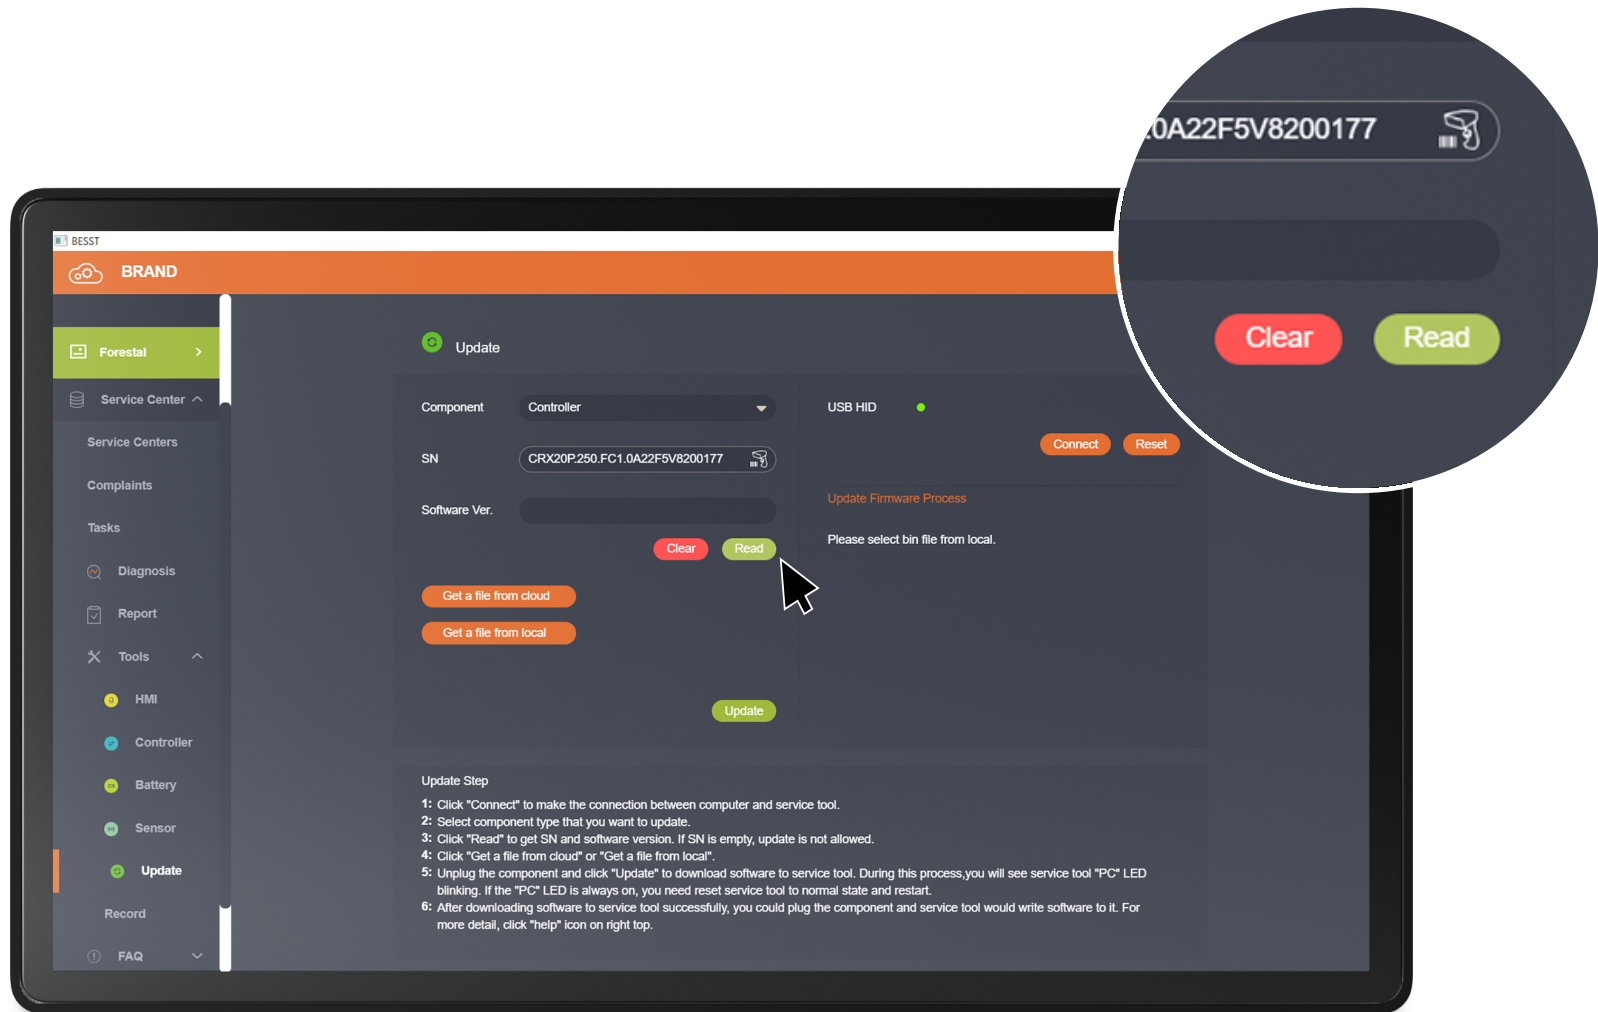 BESST
BRAND
Forestal
Service Center
Service Centers
Complaints
Tasks
Diagnosis
Report
Tools
HMI
Controller
Battery
Sensor
Update
Record
FAQ
Update
Component
Controller
SN
CRX20P.250.FC1.0A22F5V8200177
Software Ver.
Clear
Read
Get a file from cloud
Get a file from local
Update
USB HID
Connect
Reset
Update Firmware Process
Please select bin file from local.
Update Step
1: Click "Connect" to make the connection between computer and service tool.
2: Select component type that you want to update.
3: Click "Read" to get SN and software version. If SN is empty, update is not allowed.
4: Click "Get a file from cloud" or "Get a file from local".
5: Unplug the component and click "Update" to download software to service tool. During this process,you will see service tool "PC" LED
blinking. If the "PC" LED is always on, you need reset service tool to normal state and restart.
6: After downloading software to service tool successfully, you could plug the component and service tool would write software to it. For
more detail, click "help" icon on right top.
.0A22F5V8200177
Clear
Read